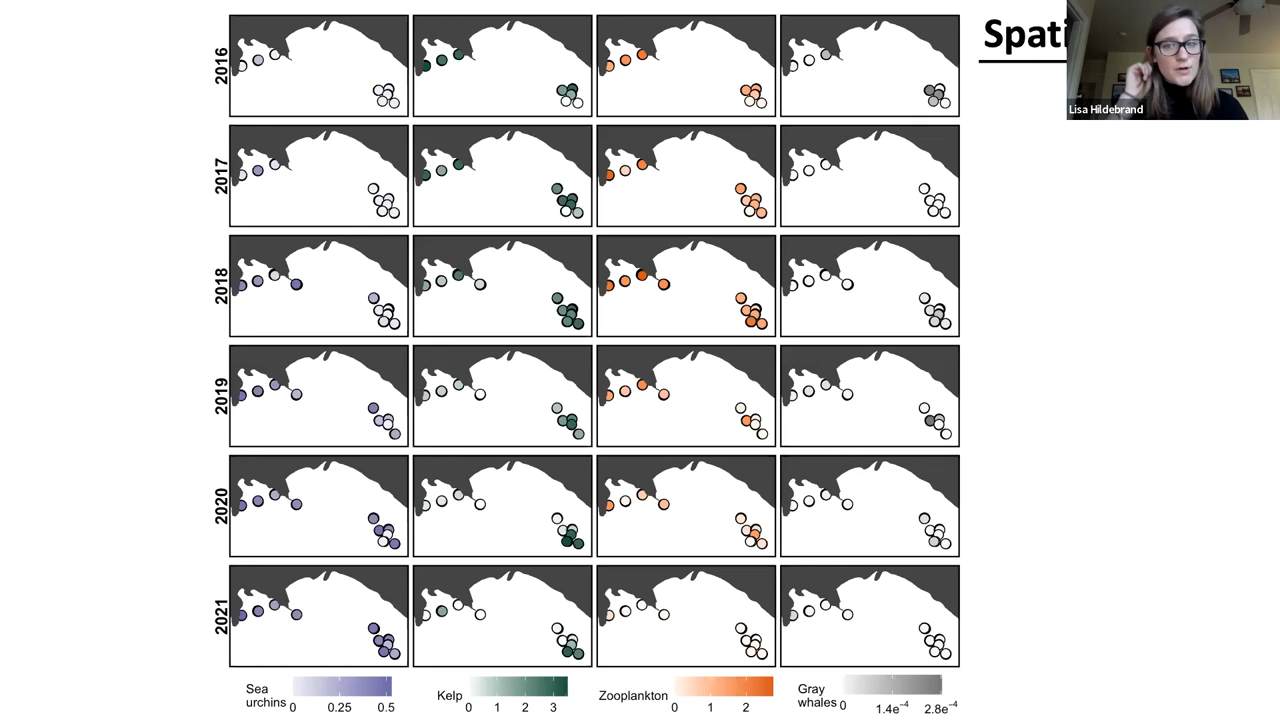 Spati
Lisa Hildebrand
2016
2017
2018
2019
2020
2021
Sea urchins 0 0.25 0.5
Kelp 0 1 2 3
Zooplankton 0 1 2
Gray whales 0 1.4e⁻⁴ 2.8e⁻⁴